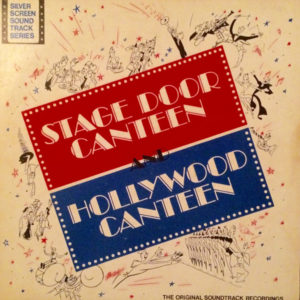 SILVER
SCREEN
SOUND
TRACK
SERIES
STAGE DOOR
CANTEEN
AND
HOLLYWOOD
CANTEEN
THE ORIGINAL SOUNDTRACK RECORDINGS